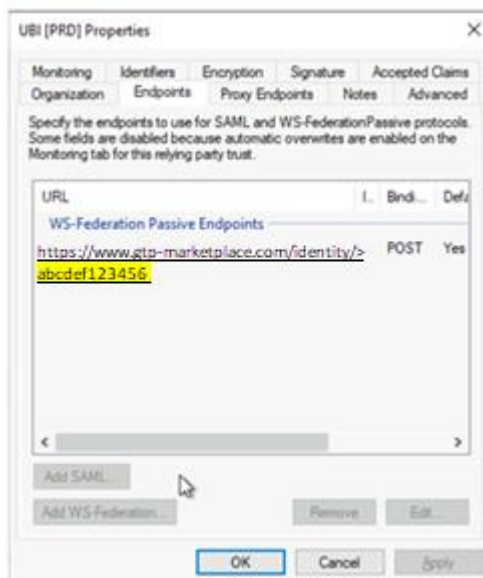 UBI [PRD] Properties
Monitoring Identifiers Encryption Signature Accepted Claims
Organization Endpoints Proxy Endpoints Notes Advanced
Specify the endpoints to use for SAML and WS-FederationPassive protocols.
Some fields are disabled because automatic overwrites are enabled on the
Monitoring tab for this relying party trust.
URL I.. Bindi... Defa
WS-Federation Passive Endpoints
https://www.gtp-marketplace.com/identity/> POST Yes
abcdef123456
Add SAML...
Add WS-Federation... Remove Edit...
OK Cancel Apply